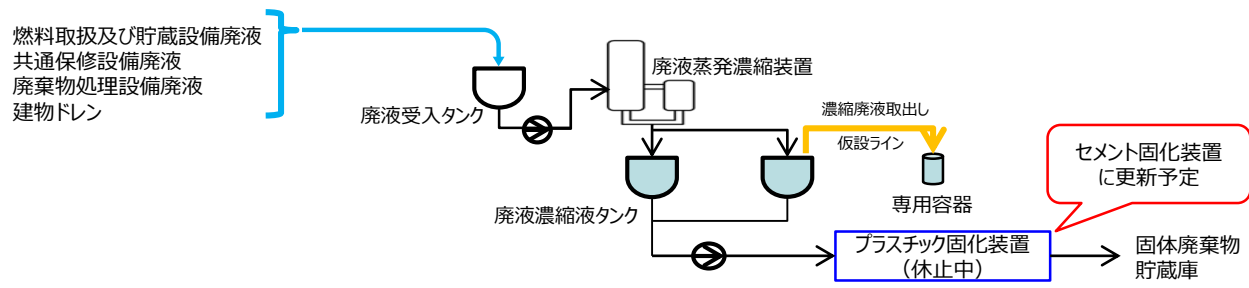 燃料取扱及び貯蔵設備廃液
共通保修設備廃液
廃棄物処理設備廃液
建物ドレン
廃液受入タンク
廃液蒸発濃縮装置
濃縮廃液取出し
仮設ライン
専用容器
廃液濃縮液タンク
セメント固化装置
に更新予定
プラスチック固化装置
（休止中）
固体廃棄物
貯蔵庫